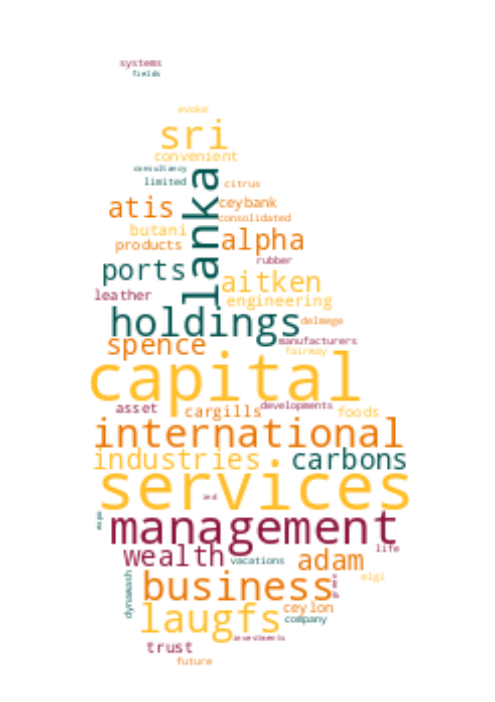 systems
fields
evoke
sri
convenient
consultancy
limited
citrus
lanka
atis
ceybank
consolidated
butani
alpha
products
rubber
ports
aitken
leather
engineering
holdings
delmege
spence
manufacturers
fairway
capital
asset
cargills
developments
foods
international
industries
carbons
services
and
expo
management
wealth
vacations
adam
life
dynawash
business
elgi
laugfs
ceylon
company
investments
trust
future